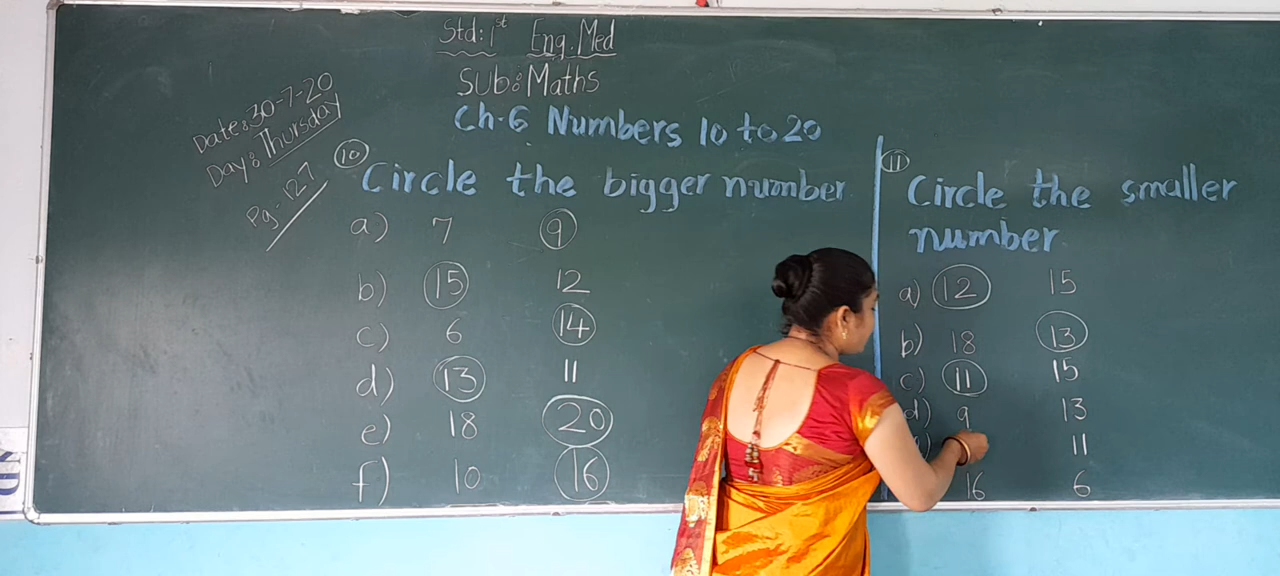 Std: 1st Eng.Med
SUB: Maths
Ch.6 Numbers 10 to 20
Date: 30-7-20
Day: Thursday
Pg. 127
10 Circle the bigger number
a) 7 9
b) 15 12
c) 6 14
d) 13 11
e) 18 20
f) 10 16
11 Circle the smaller
number
a) 12 15
b) 18 13
c) 11 15
d) 9 13
11
16 6
ND